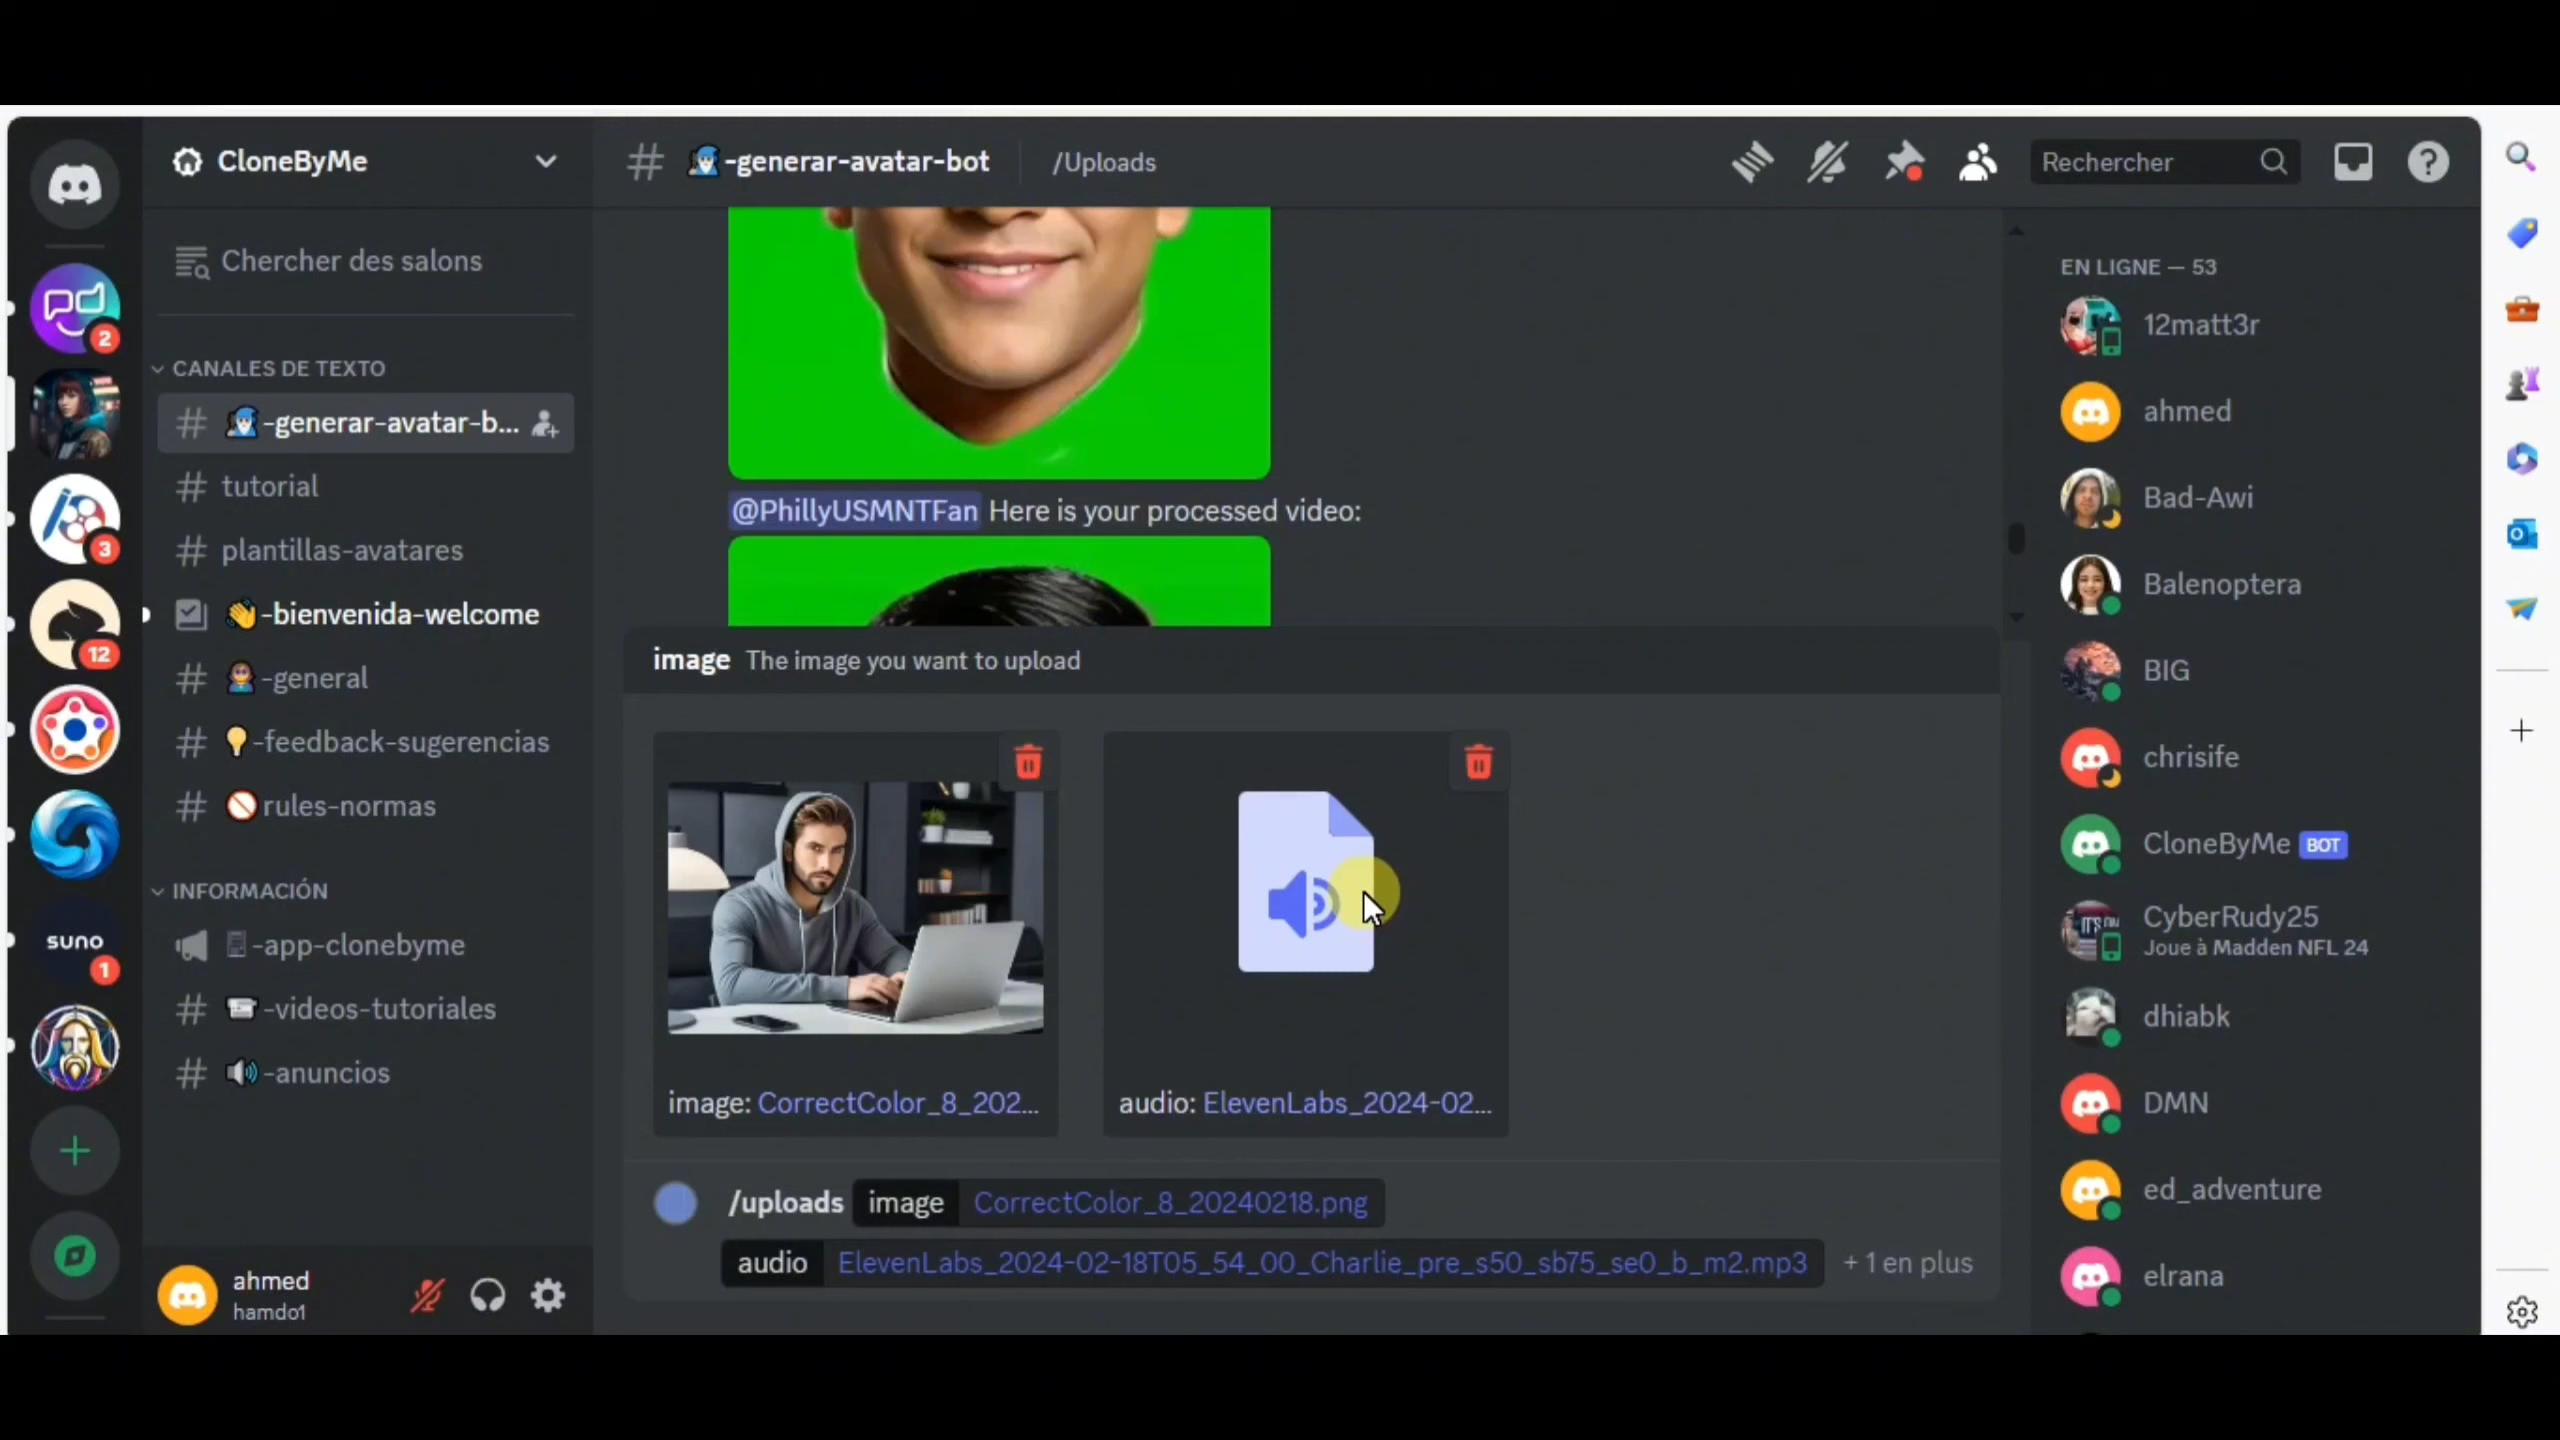 CloneByMe
-generar-avatar-bot
/Uploads
Rechercher
Chercher des salons
CANALES DE TEXTO
-generar-avatar-b...
tutorial
plantillas-avatares
-bienvenida-welcome
-general
-feedback-sugerencias
rules-normas
INFORMACIÓN
-app-clonebyme
-videos-tutoriales
-anuncios
2
3
12
suno
1
ahmed
hamdo1
@PhillyUSMNTFan Here is your processed video:
image The image you want to upload
image: CorrectColor_8_202...
audio: ElevenLabs_2024-02...
/uploads image CorrectColor_8_20240218.png
audio ElevenLabs_2024-02-18T05_54_00_Charlie_pre_s50_sb75_se0_b_m2.mp3 + 1 en plus
EN LIGNE — 53
12matt3r
ahmed
Bad-Awi
Balenoptera
BIG
chrisife
CloneByMe BOT
CyberRudy25
Joue à Madden NFL 24
dhiabk
DMN
ed_adventure
elrana